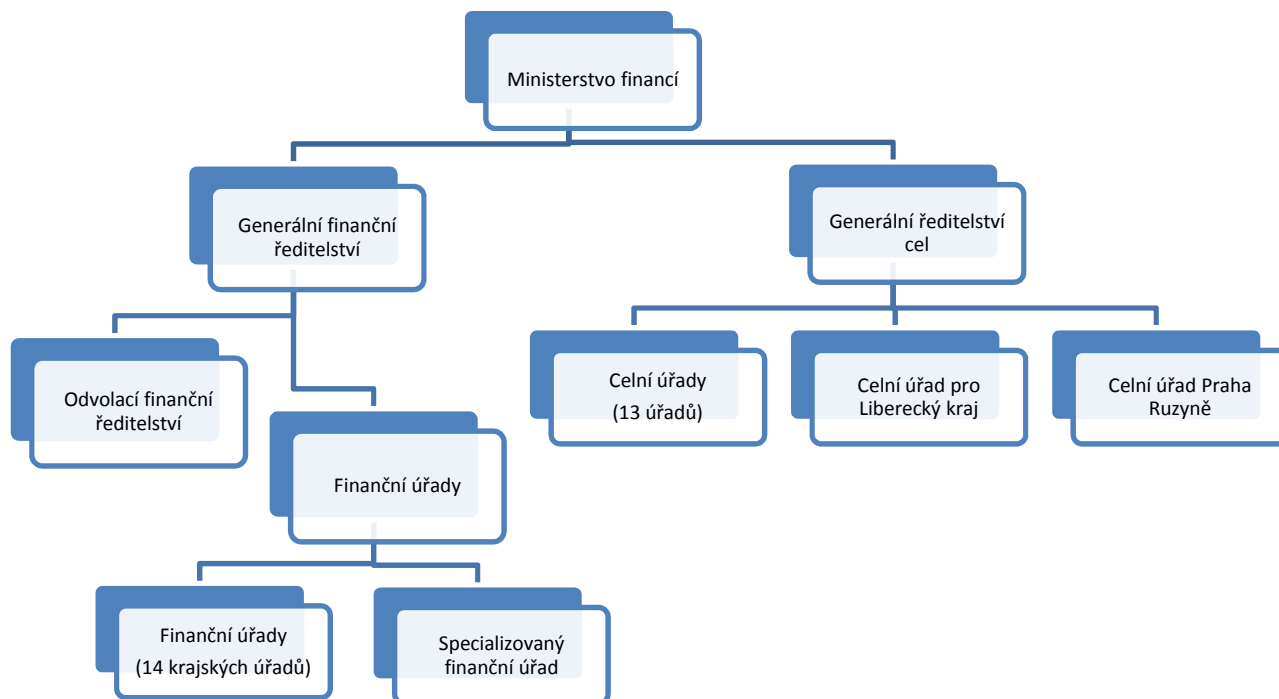 Ministerstvo financí
Generální finanční
ředitelství
Generální ředitelství
cel
Odvolací finanční
ředitelství
Finanční úřady
Celní úřady
(13 úřadů)
Celní úřad pro
Liberecký kraj
Celní úřad Praha
Ruzyně
Finanční úřady
(14 krajských úřadů)
Specializovaný
finanční úřad